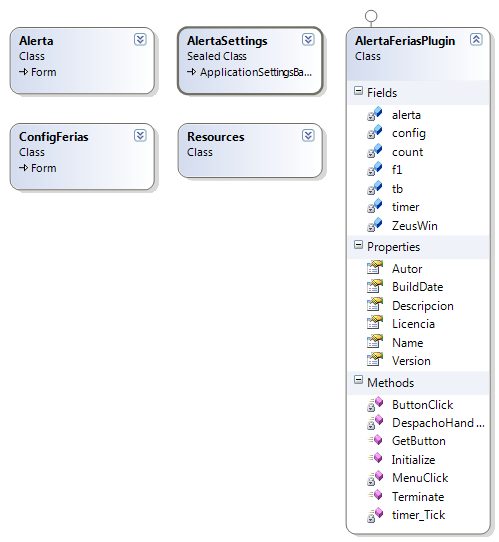 Alerta
Class
Form
AlertaSettings
Sealed Class
ApplicationSettingsBa...
ConfigFerias
Class
Form
Resources
Class
AlertaFeriasPlugin
Class
Fields
alerta
config
count
f1
tb
timer
ZeusWin
Properties
Autor
BuildDate
Descripcion
Licencia
Name
Version
Methods
ButtonClick
DespachoHand...
GetButton
Initialize
MenuClick
Terminate
timer_Tick